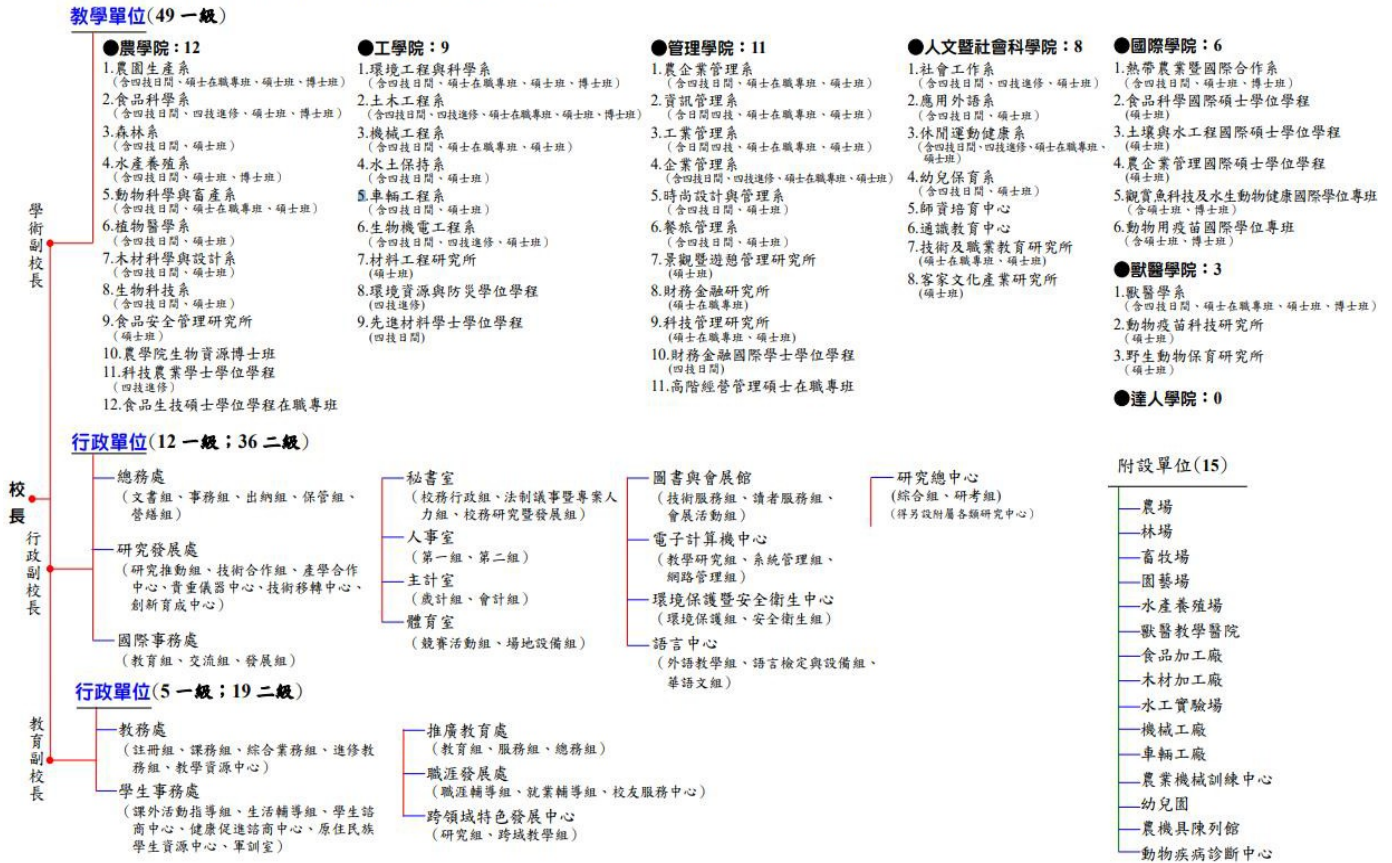 教學單位(49 一級)
●農學院：12
1.農園生產系
(含四技日間、碩士在職專班、碩士班、博士班)
2.食品科學系
(含四技日間、四技進修、碩士班、博士班)
3.森林系
(含四技日間、碩士班)
4.水產養殖系
(含四技日間、碩士班、博士班)
5.動物科學與畜產系
(含四技日間、碩士在職專班、碩士班)
6.植物醫學系
(含四技日間、碩士班)
7.木材科學與設計系
(含四技日間、碩士班)
8.生物科技系
(含四技日間、碩士班)
9.食品安全管理研究所
(碩士班)
10.農學院生物資源博士班
11.科技農業學士學位學程
(四技進修)
12.食品生技碩士學位學程在職專班
●工學院：9
1.環境工程與科學系
(含四技日間、碩士在職專班、碩士班、博士班)
2.土木工程系
(含四技日間、四技進修、碩士在職專班、碩士班、博士班)
3.機械工程系
(含四技日間、碩士在職專班、碩士班)
4.水土保持系
(含四技日間、碩士班)
5.車輛工程系
(含四技日間、碩士班)
6.生物機電工程系
(含四技日間、四技進修、碩士班)
7.材料工程研究所
(碩士班)
8.環境資源與防災學位學程
(四技進修)
9.先進材料學士學位學程
(四技日間)
●管理學院：11
1.農企業管理系
(含四技日間、碩士在職專班、碩士班)
2.資訊管理系
(含日間四技、碩士在職專班、碩士班)
3.工業管理系
(含日間四技、碩士在職專班、碩士班)
4.企業管理系
(含四技日間、四技進修、碩士在職專班、碩士班)
5.時尚設計與管理系
(含四技日間、碩士班)
6.餐旅管理系
(含四技日間、碩士班)
7.景觀暨遊憩管理研究所
(碩士班)
8.財務金融研究所
(碩士在職專班)
9.科技管理研究所
(碩士在職專班、碩士班)
10.財務金融國際學士學位學程
(四技日間)
11.高階經營管理碩士在職專班
●人文暨社會科學院：8
1.社會工作系
(含四技日間、四技進修、碩士班)
2.應用外語系
(含四技日間、碩士班)
3.休閒運動健康系
(含四技日間、四技進修、碩士在職專班、
碩士班)
4.幼兒保育系
(含四技日間、碩士班)
5.師資培育中心
6.通識教育中心
7.技術及職業教育研究所
(碩士在職專班、碩士班)
8.客家文化產業研究所
(碩士班)
●國際學院：6
1.熱帶農業暨國際合作系
(含四技日間、碩士班、博士班)
2.食品科學國際碩士學位學程
(碩士班)
3.土壤與水工程國際碩士學位學程
(碩士班)
4.農企業管理國際碩士學位學程
(碩士班)
5.觀賞魚科技及水生動物健康國際學位專班
(含碩士班、博士班)
6.動物用疫苗國際學位專班
(含碩士班、博士班)
●獸醫學院：3
1.獸醫學系
(含四技日間、碩士在職專班、碩士班、博士班)
2.動物疫苗科技研究所
(碩士班)
3.野生動物保育研究所
(碩士班)
●達人學院：0
學術副校長
校長
行政副校長
教育副校長
行政單位(12 一級；36 二級)
總務處
(文書組、事務組、出納組、保管組、
營繕組)
研究發展處
(研究推動組、技術合作組、產學合作
中心、貴重儀器中心、技術移轉中心、
創新育成中心)
國際事務處
(教育組、交流組、發展組)
秘書室
(校務行政組、法制議事暨專業人
力組、校務研究暨發展組)
人事室
(第一組、第二組)
主計室
(歲計組、會計組)
體育室
(競賽活動組、場地設備組)
圖書與會展館
(技術服務組、讀者服務組、
會展活動組)
電子計算機中心
(教學研究組、系統管理組、
網路管理組)
環境保護暨安全衛生中心
(環境保護組、安全衛生組)
語言中心
(外語教學組、語言檢定與設備組、
華語文組)
研究總中心
(綜合組、研考組)
(得另設附屬各類研究中心)
行政單位(5 一級；19 二級)
教務處
(註冊組、課務組、綜合業務組、進修教
務組、教學資源中心)
學生事務處
(課外活動指導組、生活輔導組、學生諮
商中心、健康促進諮商中心、原住民族
學生資源中心、軍訓室)
推廣教育處
(教育組、服務組、總務組)
職涯發展處
(職涯輔導組、就業輔導組、校友服務中心)
跨領域特色發展中心
(研究組、跨域教學組)
附設單位(15)
農場
林場
畜牧場
園藝場
水產養殖場
獸醫教學醫院
食品加工廠
木材加工廠
水工實驗場
機械工廠
車輛工廠
農業機械訓練中心
幼兒園
農機具陳列館
動物疾病診斷中心